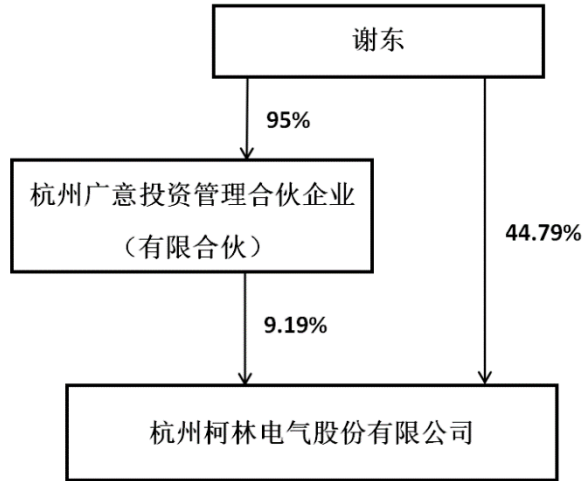 谢东
95%
杭州广意投资管理合伙企业
（有限合伙）
44.79%
9.19%
杭州柯林电气股份有限公司